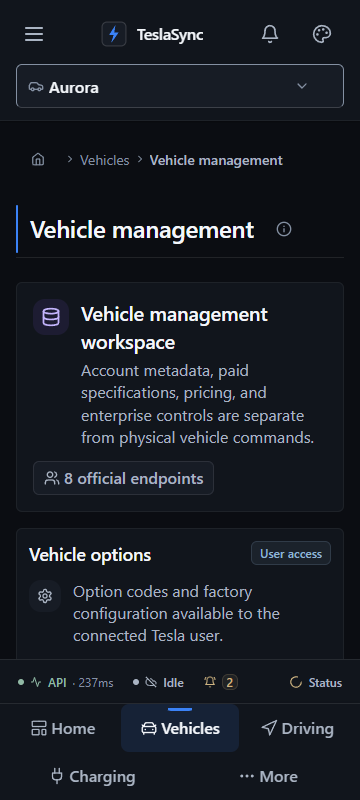 TeslaSync
Aurora
Vehicles
Vehicle management
Vehicle management
Vehicle management
workspace
Account metadata, paid
specifications, pricing, and
enterprise controls are separate
from physical vehicle commands.
8 official endpoints
Vehicle options
User access
Option codes and factory
configuration available to the
connected Tesla user.
API · 237ms
Idle
2
Status
Home
Vehicles
Driving
Charging
More